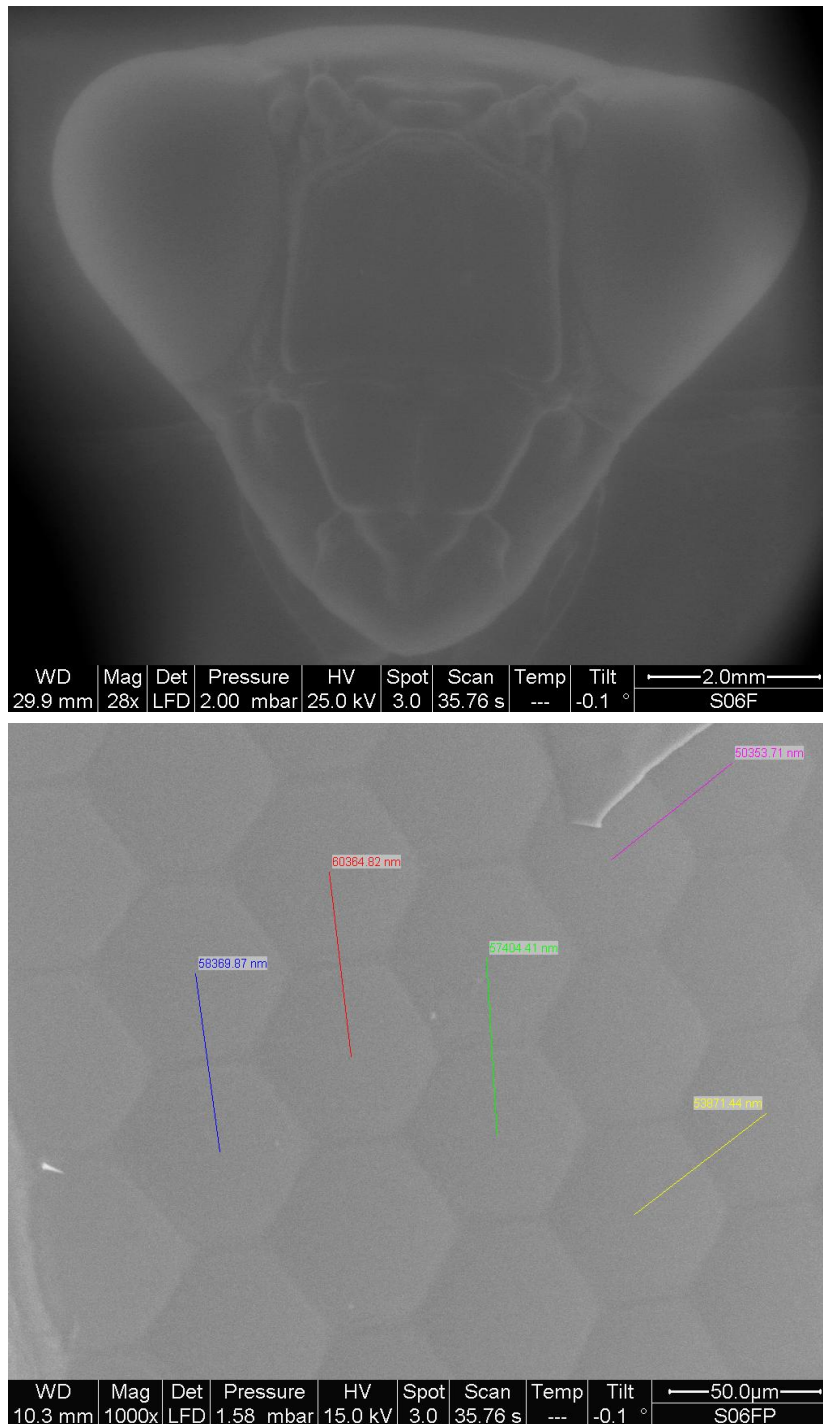 WD Mag Det Pressure HV Spot Scan Temp Tilt 2.0mm
29.9 mm 28x LFD 2.00 mbar 25.0 kV 3.0 35.76 s --- -0.1 ° S06F
50353.71 nm
60364.82 nm
57404.41 nm
58369.87 nm
53871.44 nm
WD Mag Det Pressure HV Spot Scan Temp Tilt 50.0µm
10.3 mm 1000x LFD 1.58 mbar 15.0 kV 3.0 35.76 s --- -0.1 ° S06FP